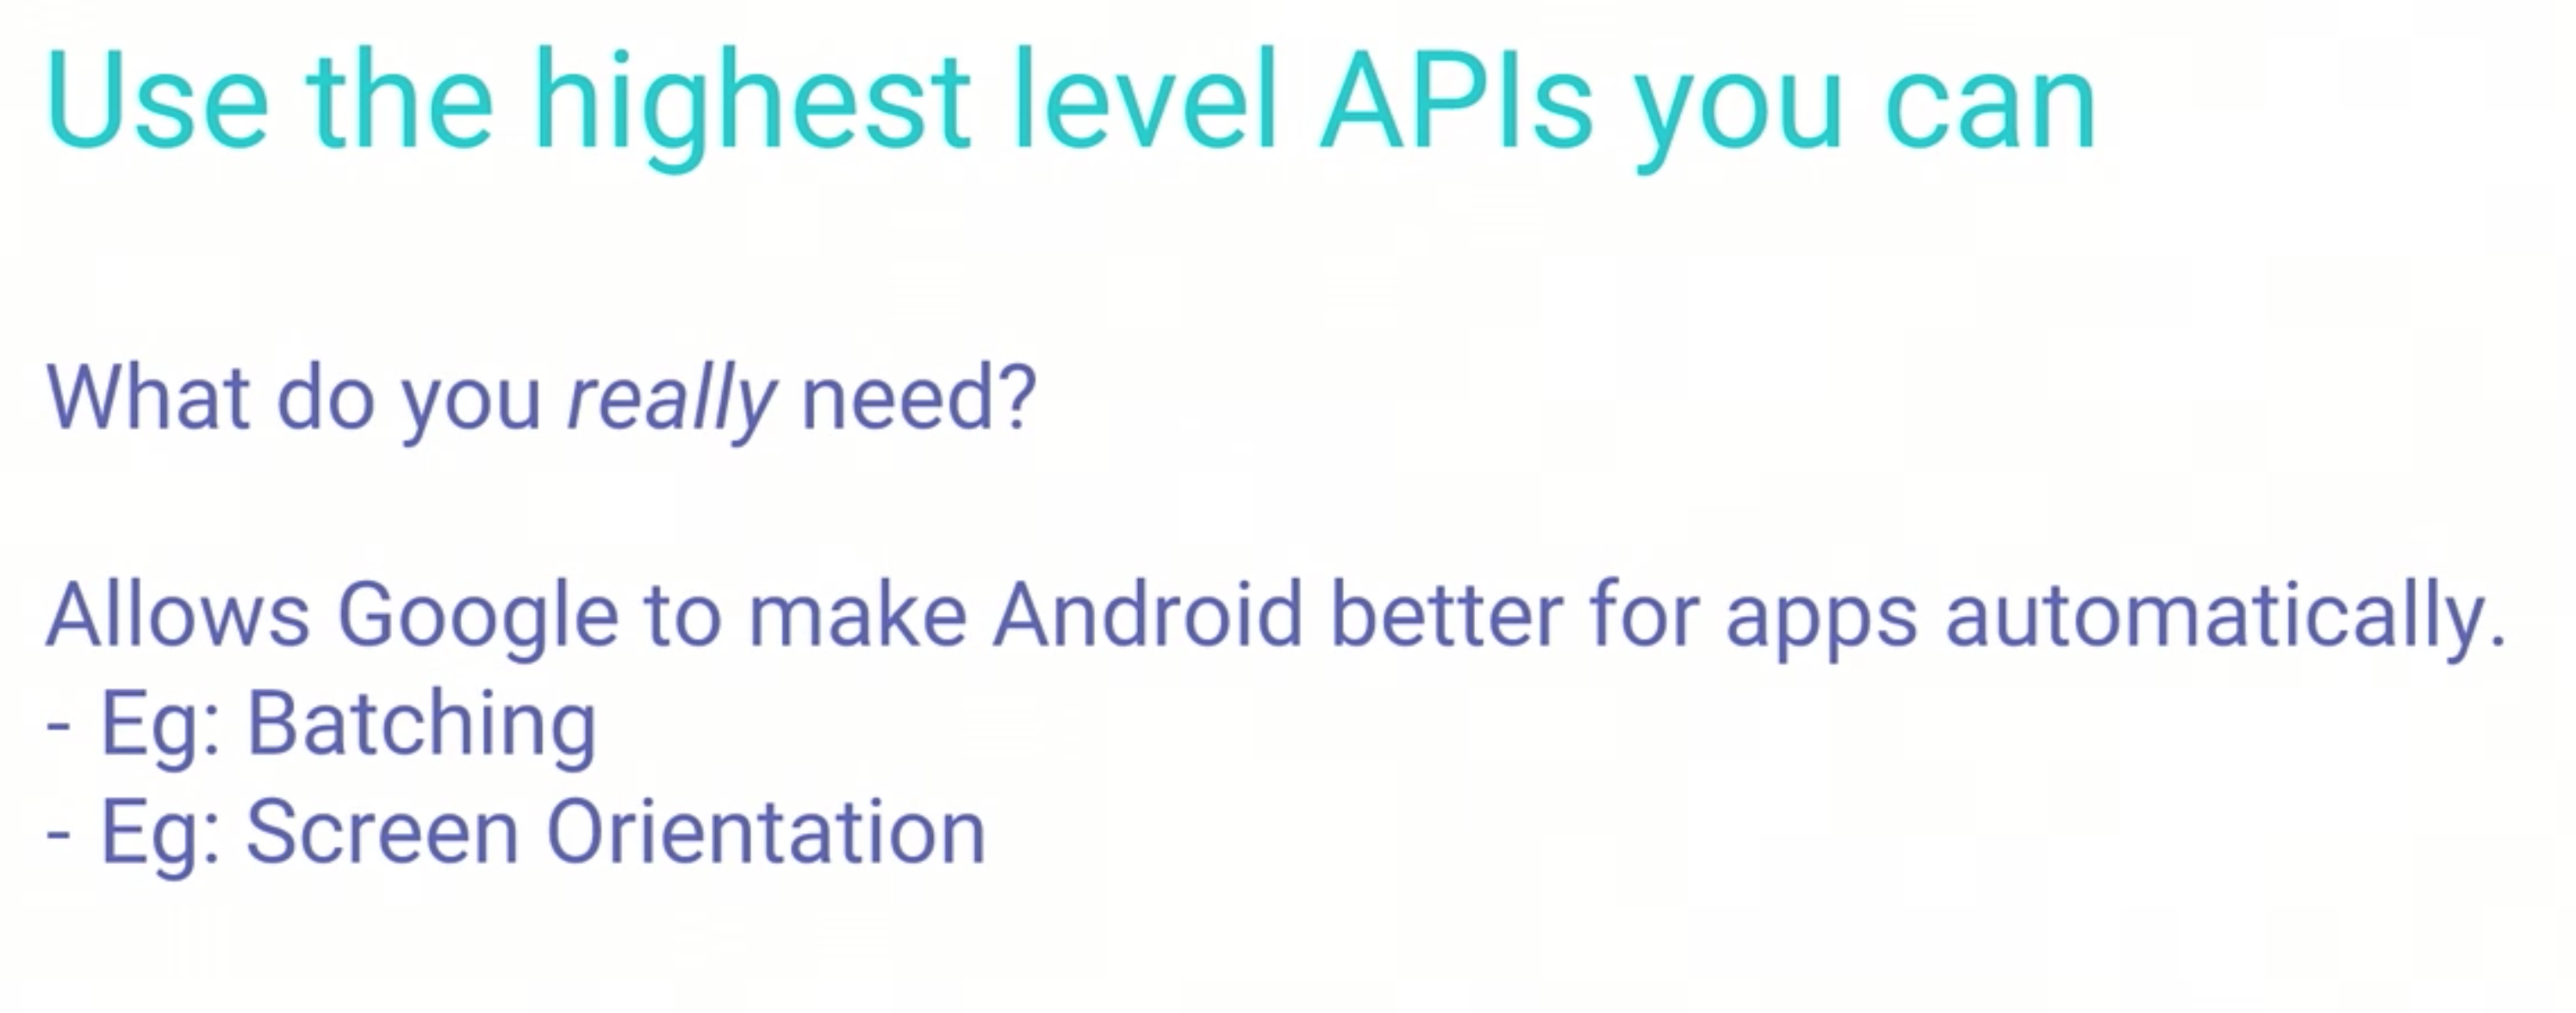 Use the highest level APIs you can
What do you really need?
Allows Google to make Android better for apps automatically.
- Eg: Batching
- Eg: Screen Orientation